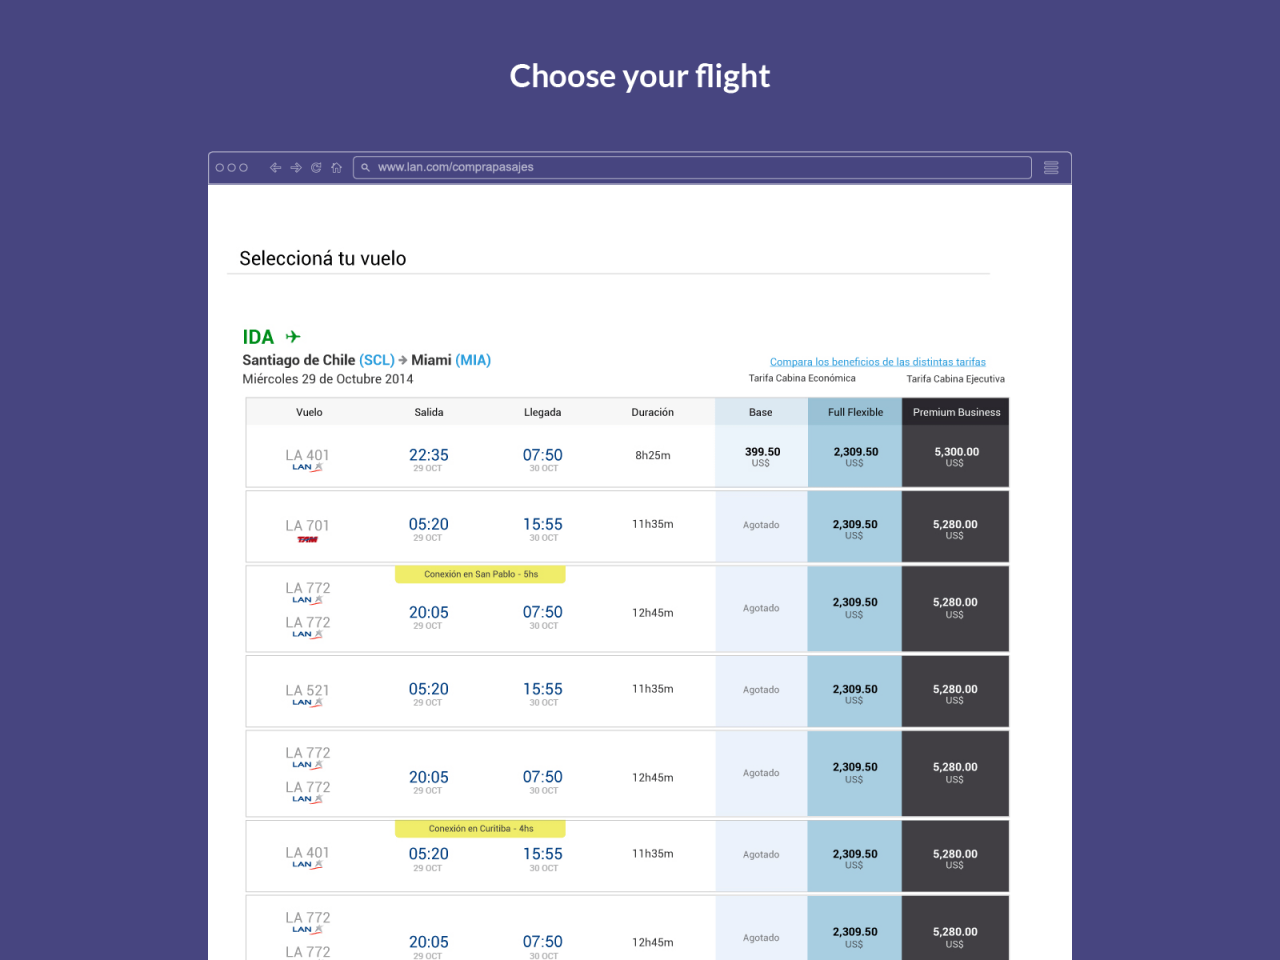 Choose your flight
www.lan.com/comprapasajes
Seleccioná tu vuelo
IDA
Santiago de Chile (SCL) → Miami (MIA)
Compara los beneficios de las distintas tarifas
Miércoles 29 de Octubre 2014
Tarifa Cabina Económica
Tarifa Cabina Ejecutiva
Vuelo Salida Llegada Duración Base Full Flexible Premium Business
LA 401 22:35 07:50 8h25m 399.50 2,309.50 5,300.00
LAN 29 OCT 30 OCT US$ US$ US$
LA 701 05:20 15:55 11h35m Agotado 2,309.50 5,280.00
TAM 29 OCT 30 OCT US$ US$
Conexión en San Pablo - 5hs
LA 772
LAN
20:05 07:50 12h45m Agotado 2,309.50 5,280.00
29 OCT 30 OCT US$ US$
LA 772
LAN
LA 521 05:20 15:55 11h35m Agotado 2,309.50 5,280.00
LAN 29 OCT 30 OCT US$ US$
LA 772
LAN
20:05 07:50 12h45m Agotado 2,309.50 5,280.00
29 OCT 30 OCT US$ US$
LA 772
LAN
Conexión en Curitiba - 4hs
LA 401 05:20 15:55 11h35m Agotado 2,309.50 5,280.00
LAN 29 OCT 30 OCT US$ US$
LA 772
LAN
20:05 07:50 12h45m Agotado 2,309.50 5,280.00
29 OCT 30 OCT US$ US$
LA 772